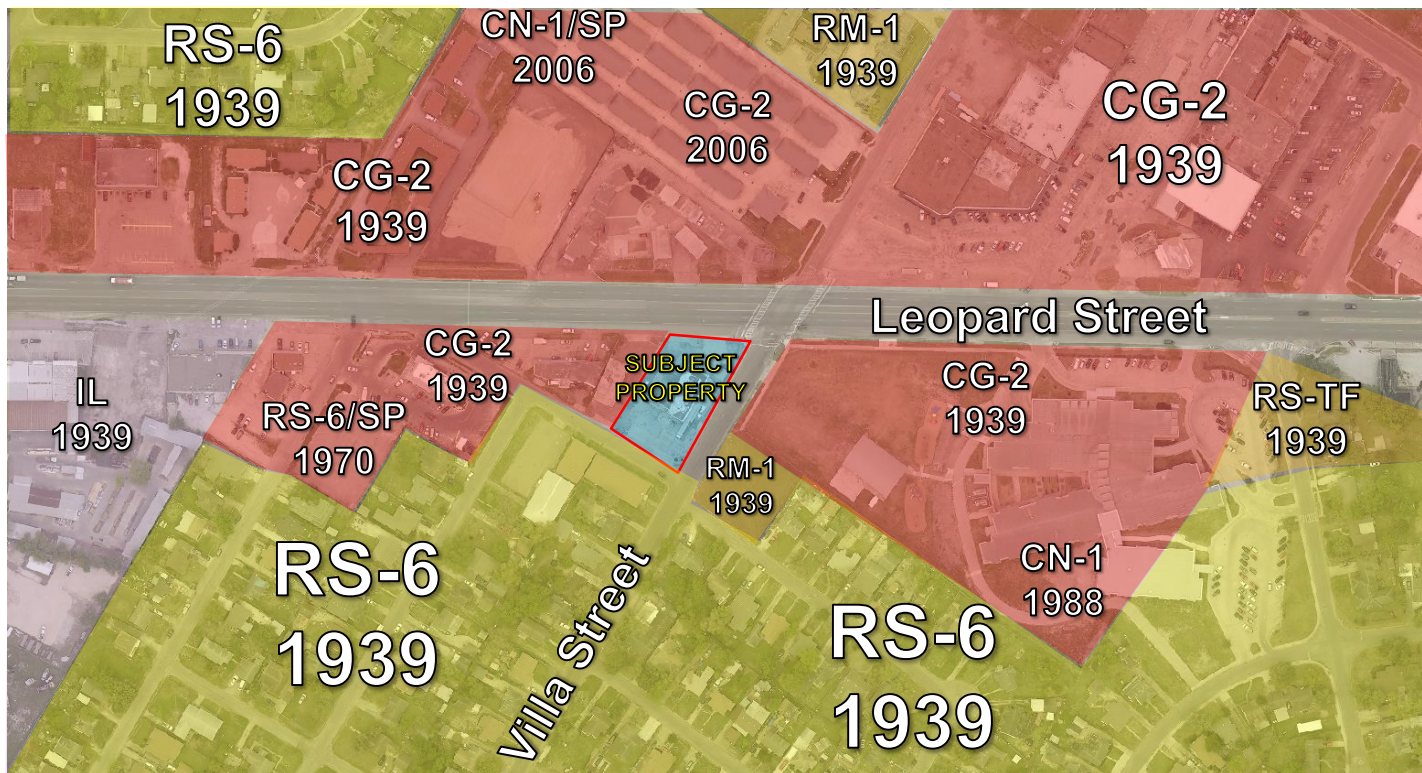 RS-6
1939
CN-1/SP
2006
RM-1
1939
CG-2
2006
CG-2
1939
CG-2
1939
Leopard Street
CG-2
1939
SUBJECT
PROPERTY
CG-2
1939
IL
1939
RS-6/SP
1970
RS-TF
1939
RM-1
1939
RS-6
1939
Villa Street
CN-1
1988
RS-6
1939